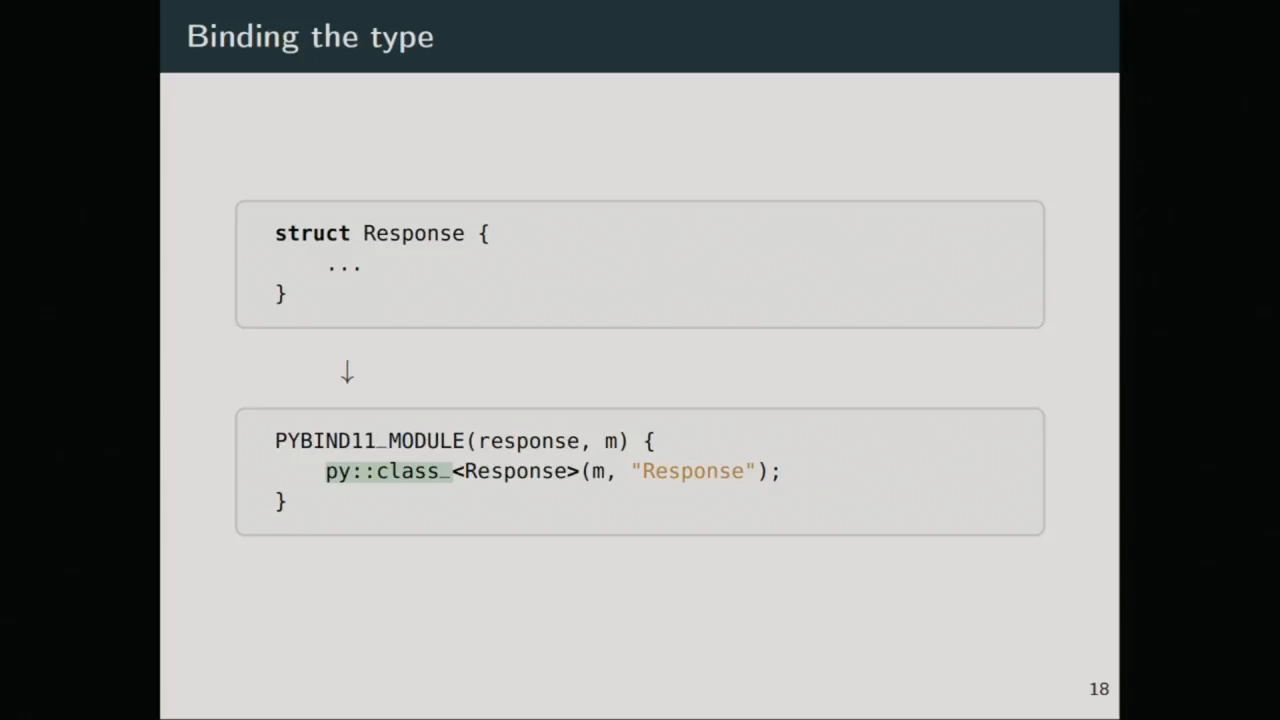 Binding the type
struct Response {
...
}
↓
PYBIND11_MODULE(response, m) {
py::class_<Response>(m, "Response");
}
18